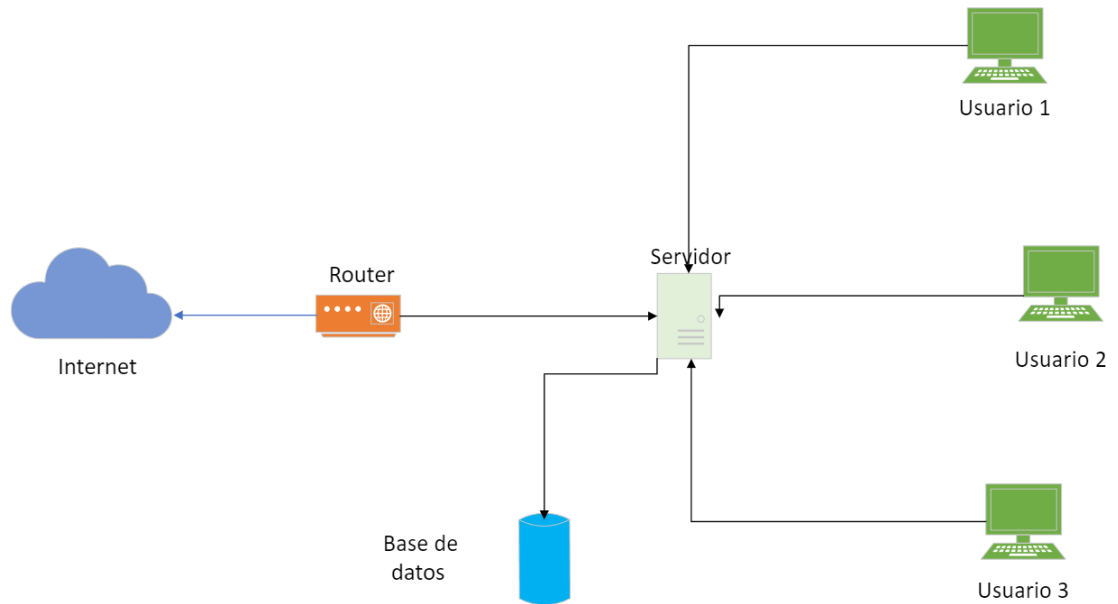 Usuario 1
Servidor
Router
Usuario 2
Internet
Base de
datos
Usuario 3